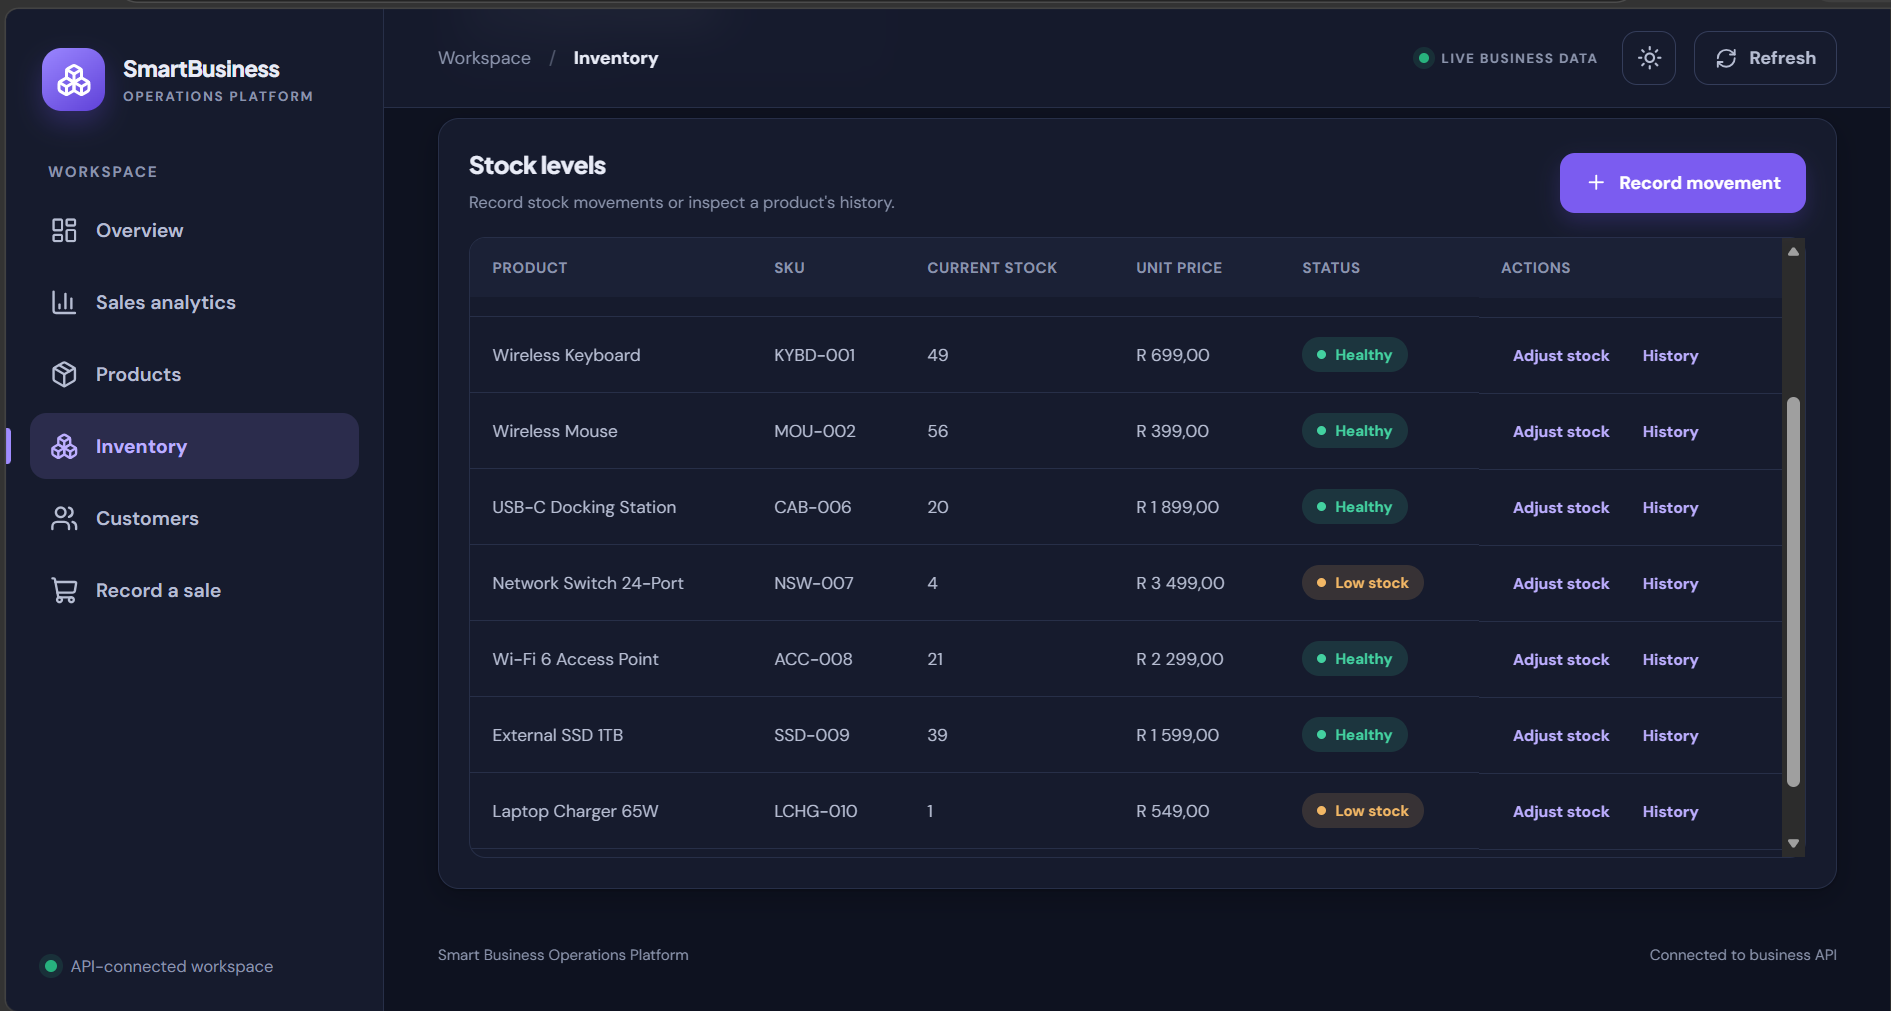 SmartBusiness
OPERATIONS PLATFORM
WORKSPACE
Overview
Sales analytics
Products
Inventory
Customers
Record a sale
API-connected workspace
Workspace / Inventory
LIVE BUSINESS DATA
Refresh
Stock levels
Record stock movements or inspect a product's history.
+ Record movement
PRODUCT SKU CURRENT STOCK UNIT PRICE STATUS ACTIONS
Wireless Keyboard KYBD-001 49 R 699,00 Healthy Adjust stock History
Wireless Mouse MOU-002 56 R 399,00 Healthy Adjust stock History
USB-C Docking Station CAB-006 20 R 1 899,00 Healthy Adjust stock History
Network Switch 24-Port NSW-007 4 R 3 499,00 Low stock Adjust stock History
Wi-Fi 6 Access Point ACC-008 21 R 2 299,00 Healthy Adjust stock History
External SSD 1TB SSD-009 39 R 1 599,00 Healthy Adjust stock History
Laptop Charger 65W LCHG-010 1 R 549,00 Low stock Adjust stock History
Smart Business Operations Platform
Connected to business API